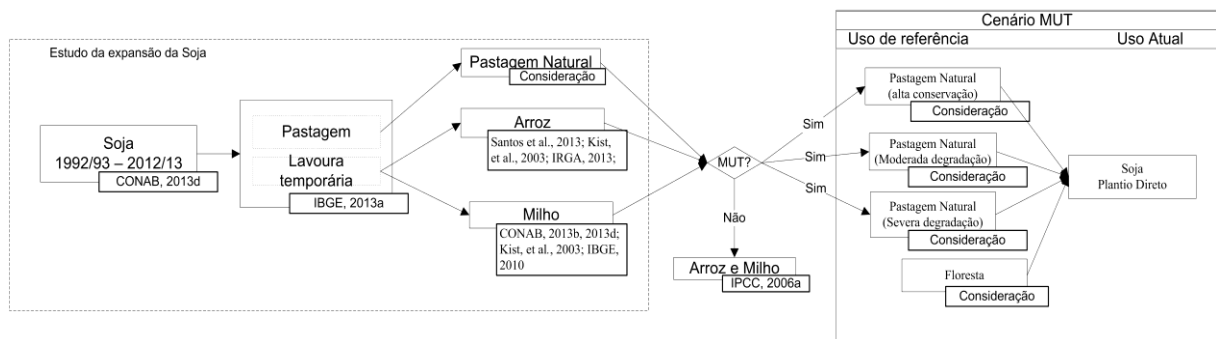 Estudo da expansão da Soja
Soja
1992/93 – 2012/13
CONAB, 2013d
Pastagem
Lavoura
temporária
IBGE, 2013a
Pastagem Natural
Consideração
Arroz
Santos et al., 2013; Kist,
et al., 2003; IRGA, 2013;
Milho
CONAB, 2013b, 2013d;
Kist, et al., 2003; IBGE,
2010
MUT?
Não
Arroz e Milho
IPCC, 2006a
Sim
Sim
Sim
Cenário MUT
Uso de referência
Uso Atual
Pastagem Natural
(alta conservação)
Consideração
Pastagem Natural
(Moderada degradação)
Consideração
Pastagem Natural
(Severa degradação)
Consideração
Floresta
Consideração
Soja
Plantio Direto